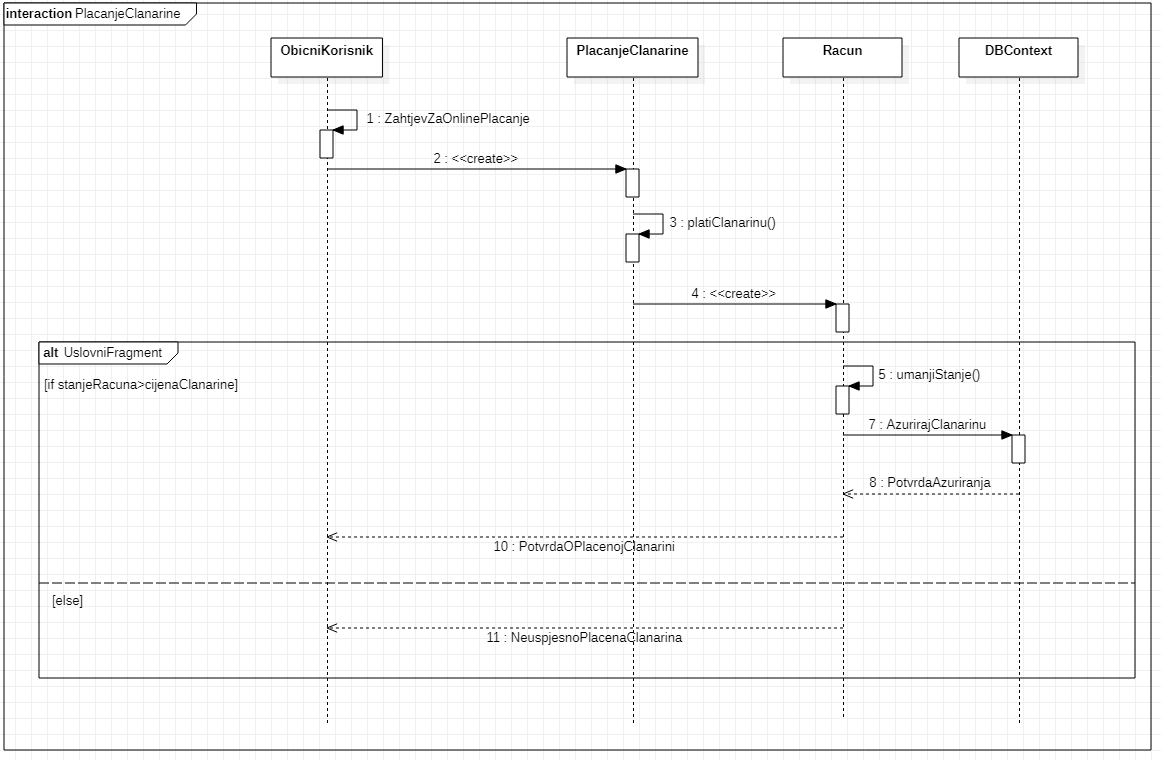 interaction PlacanjeClanarine
ObicniKorisnik
PlacanjeClanarine
Racun
DBContext
1 : ZahtjevZaOnlinePlacanje
2 : <<create>>
3 : platiClanarinu()
4 : <<create>>
alt UslovniFragment
[if stanjeRacuna>cijenaClanarine]
5 : umanjiStanje()
7 : AzurirajClanarinu
8 : PotvrdaAzuriranja
10 : PotvrdaOPlacenojClanarini
[else]
11 : NeuspjesnoPlacenaClanarina